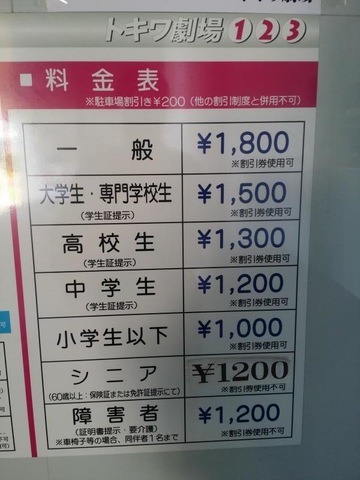 トキワ劇場123
■料金表
※駐車場割引き¥200（他の割引制度と併用不可）
一般 ¥1,800
※割引券使用可
大学生・専門学校生 ¥1,500
（学生証提示） ※割引券使用可
高校生 ¥1,300
（学生証提示） ※割引券使用可
中学生 ¥1,200
（学生証提示） ※割引券使用可
小学生以下 ¥1,000
※割引券使用可
シニア ¥1200
（60歳以上：保険証または免許証提示にて） ※割引券使用不可
障害者 ¥1,200
（証明書提示・要介護） ※割引券使用不可
※車椅子等の場合、同伴者1名まで